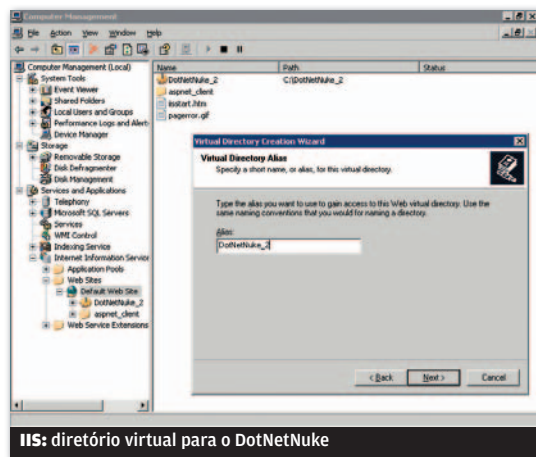 Computer Management
File Action View Window Help
Computer Management (Local)
System Tools
Event Viewer
Shared Folders
Local Users and Groups
Performance Logs and Alert
Device Manager
Storage
Removable Storage
Disk Defragmenter
Disk Management
Services and Applications
Telephony
Microsoft SQL Servers
Services
WMI Control
Indexing Service
Internet Information Service
Application Pools
Web Sites
Default Web Site
DotNetNuke_2
aspnet_client
Web Service Extensions
Name Path Status
DotNetNuke_2 C:\DotNetNuke_2
aspnet_client
iisstart.htm
pagerror.gif
Virtual Directory Creation Wizard
Virtual Directory Alias
Specify a short name, or alias, for this virtual directory.
Type the alias you want to use to gain access to this Web virtual directory. Use the
same naming conventions that you would for naming a directory.
Alias:
DotNetNuke_2
< Back Next > Cancel
IIS: diretório virtual para o DotNetNuke